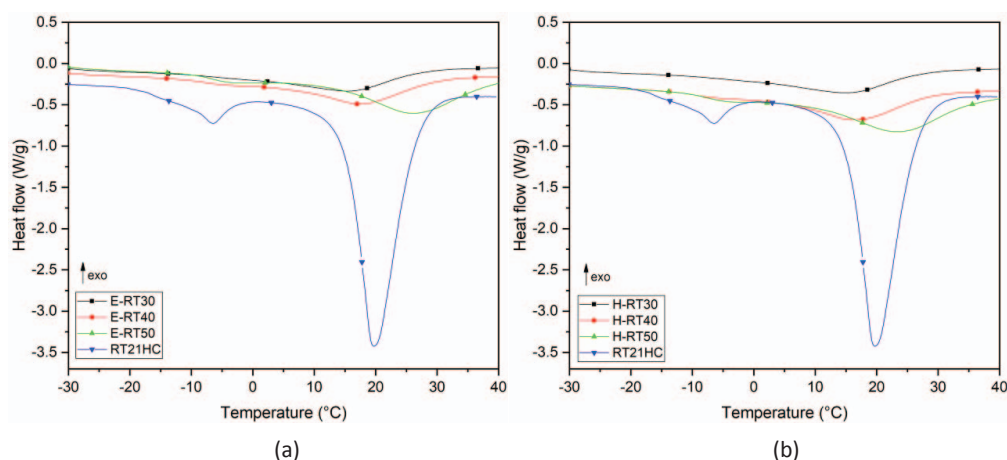 0.5
0.0
-0.5
-1.0
-1.5
-2.0
-2.5
-3.0
-3.5
Heat flow (W/g)
exo
E-RT30
E-RT40
E-RT50
RT21HC
-30 -20 -10 0 10 20 30 40
Temperature (°C)
(a)
0.5
0.0
-0.5
-1.0
-1.5
-2.0
-2.5
-3.0
-3.5
Heat flow (W/g)
exo
H-RT30
H-RT40
H-RT50
RT21HC
-30 -20 -10 0 10 20 30 40
Temperature (°C)
(b)